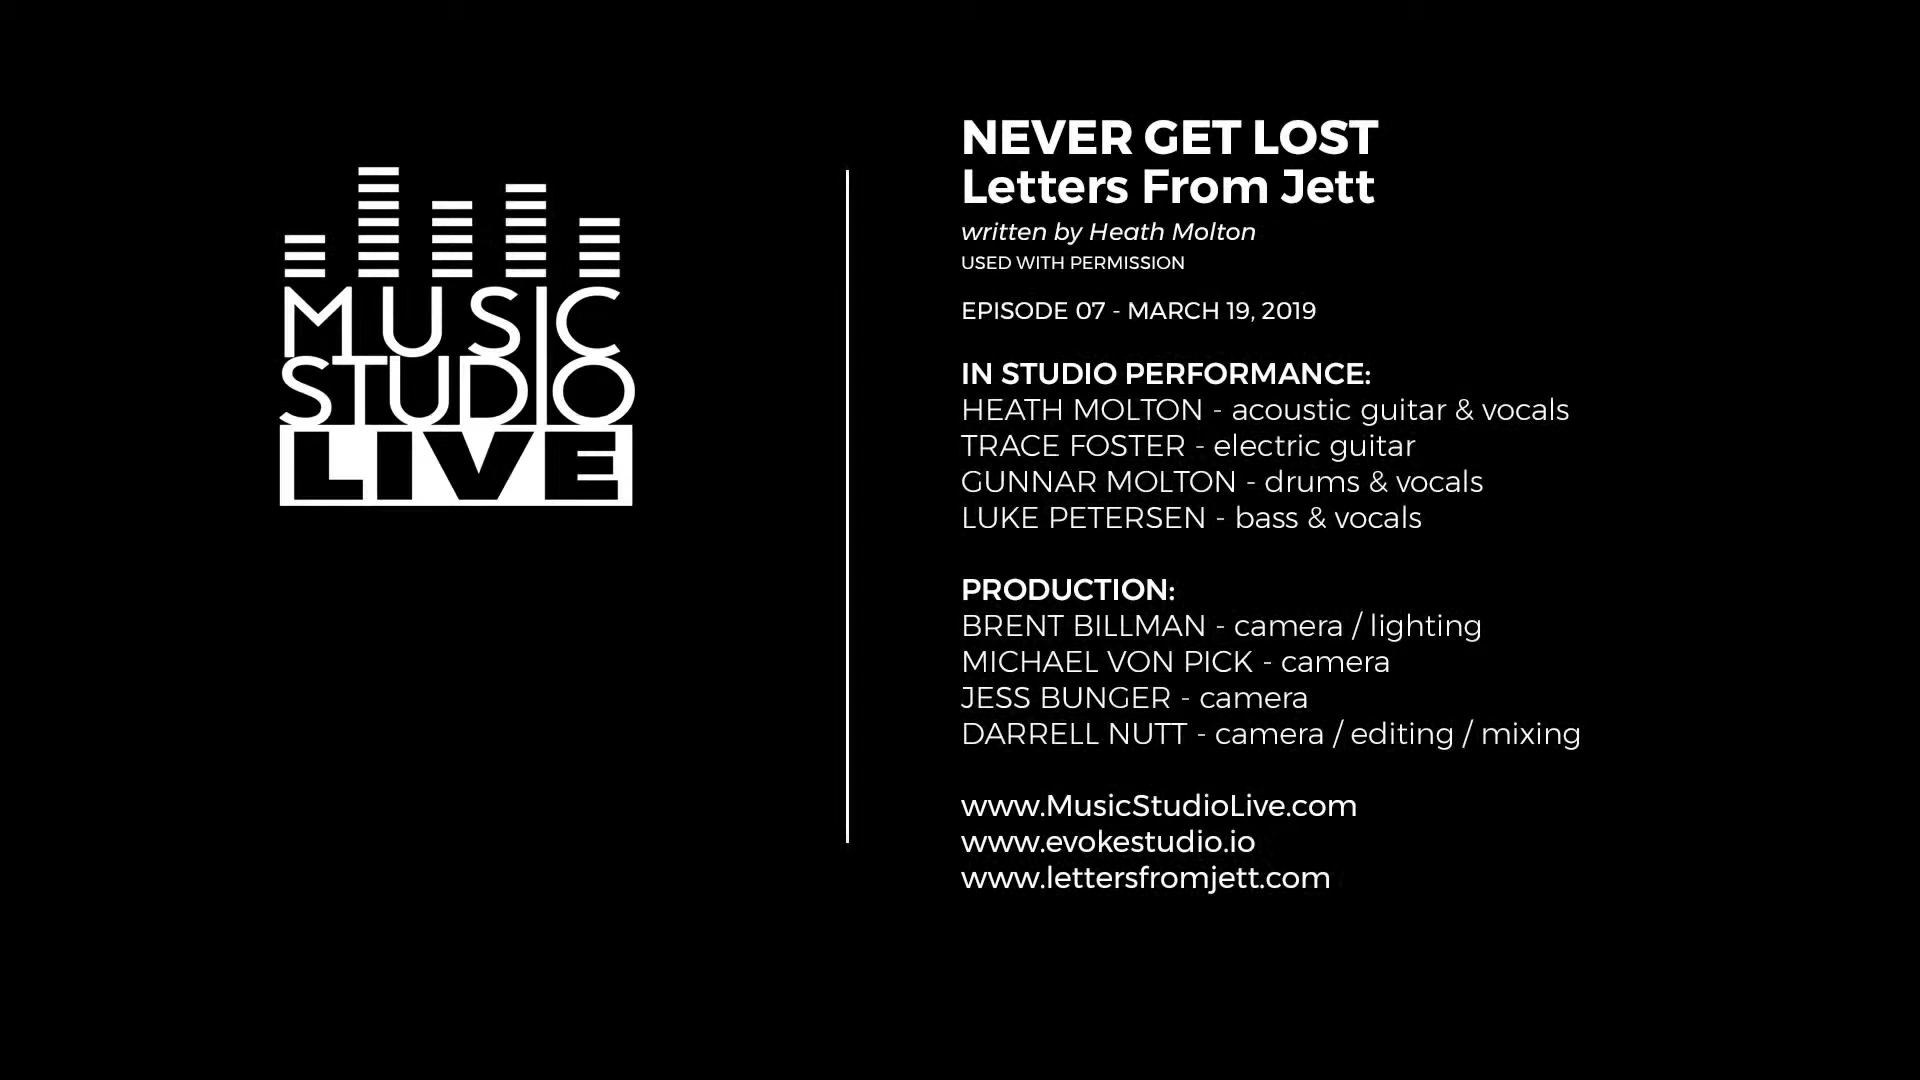 MUSIC
STUDIO
LIVE
NEVER GET LOST
Letters From Jett
written by Heath Molton
USED WITH PERMISSION
EPISODE 07 - MARCH 19, 2019
IN STUDIO PERFORMANCE:
HEATH MOLTON - acoustic guitar & vocals
TRACE FOSTER - electric guitar
GUNNAR MOLTON - drums & vocals
LUKE PETERSEN - bass & vocals
PRODUCTION:
BRENT BILLMAN - camera / lighting
MICHAEL VON PICK - camera
JESS BUNGER - camera
DARRELL NUTT - camera / editing / mixing
www.MusicStudioLive.com
www.evokestudio.io
www.lettersfromjett.com